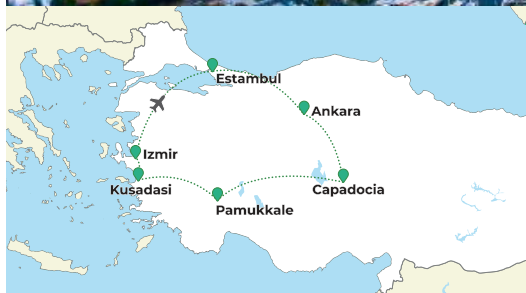 Estambul
Ankara
Izmir
Kusadasi
Capadocia
Pamukkale